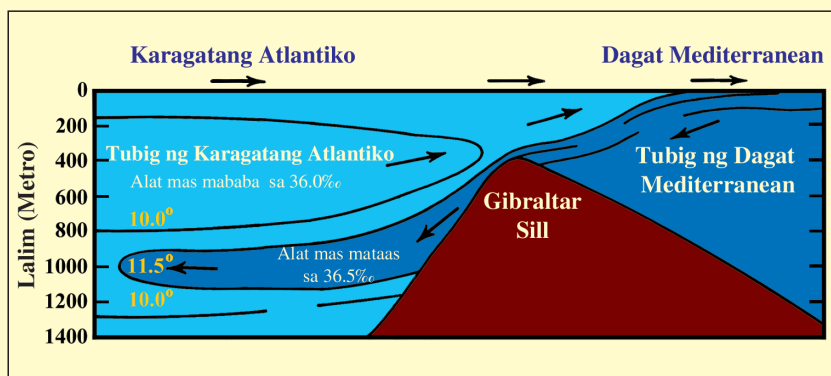 Karagatang Atlantiko
Dagat Mediterranean
Lalim (Metro)
0
200
400
600
800
1000
1200
1400
Tubig ng Karagatang Atlantiko
Alat mas mababa sa 36.0‰
10.0°
11.5°
10.0°
Alat mas mataas
sa 36.5‰
Gibraltar
Sill
Tubig ng Dagat
Mediterranean